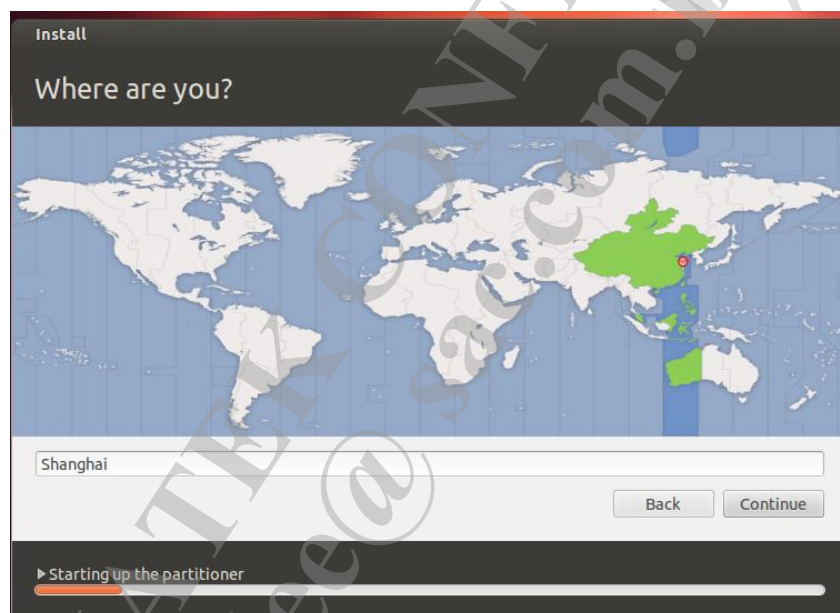 Install
Where are you?
Shanghai
Back Continue
Starting up the partitioner